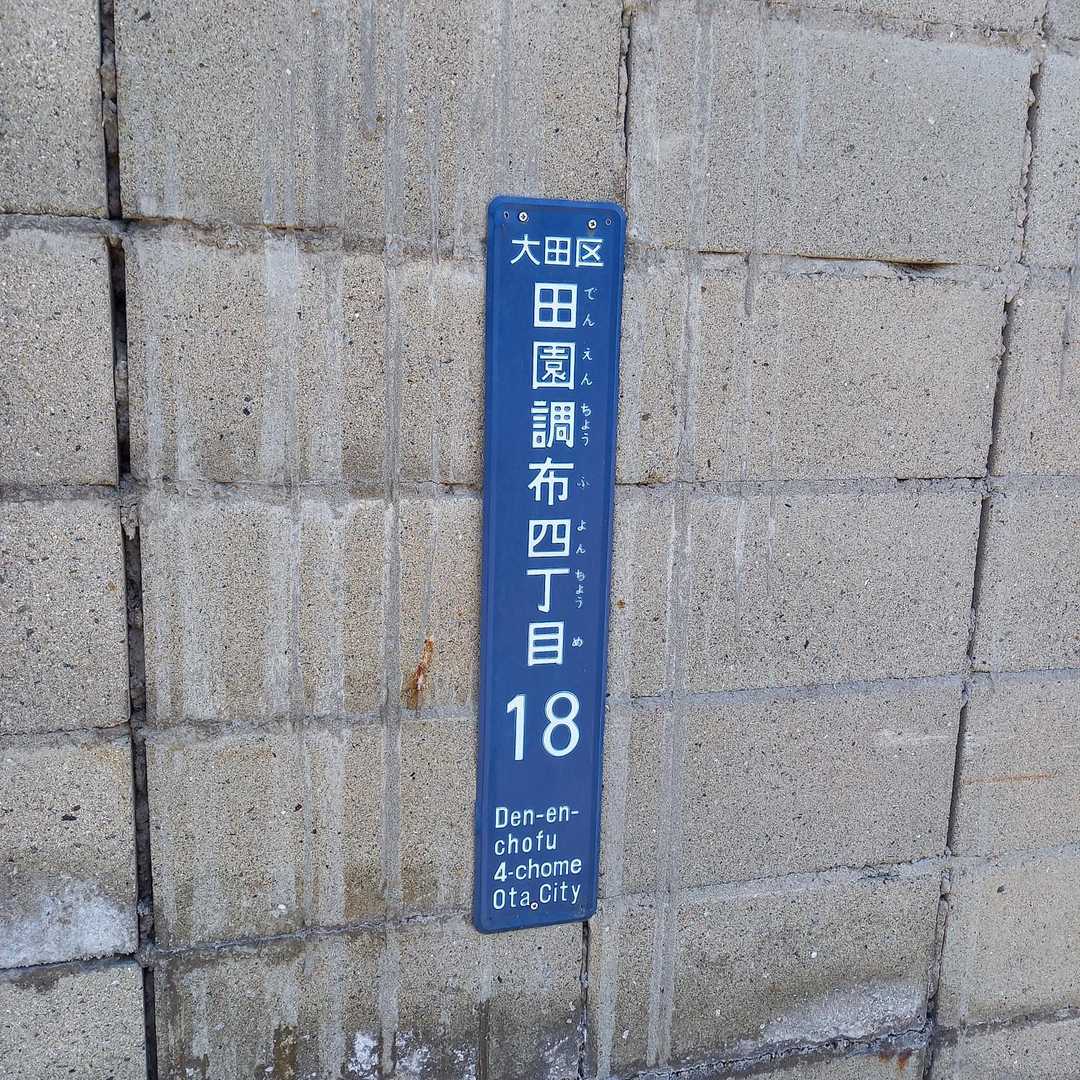 大田区
田園調布四丁目
でんえんちょうふよんちょうめ
18
Den-en-
chofu
4-chome
Ota City